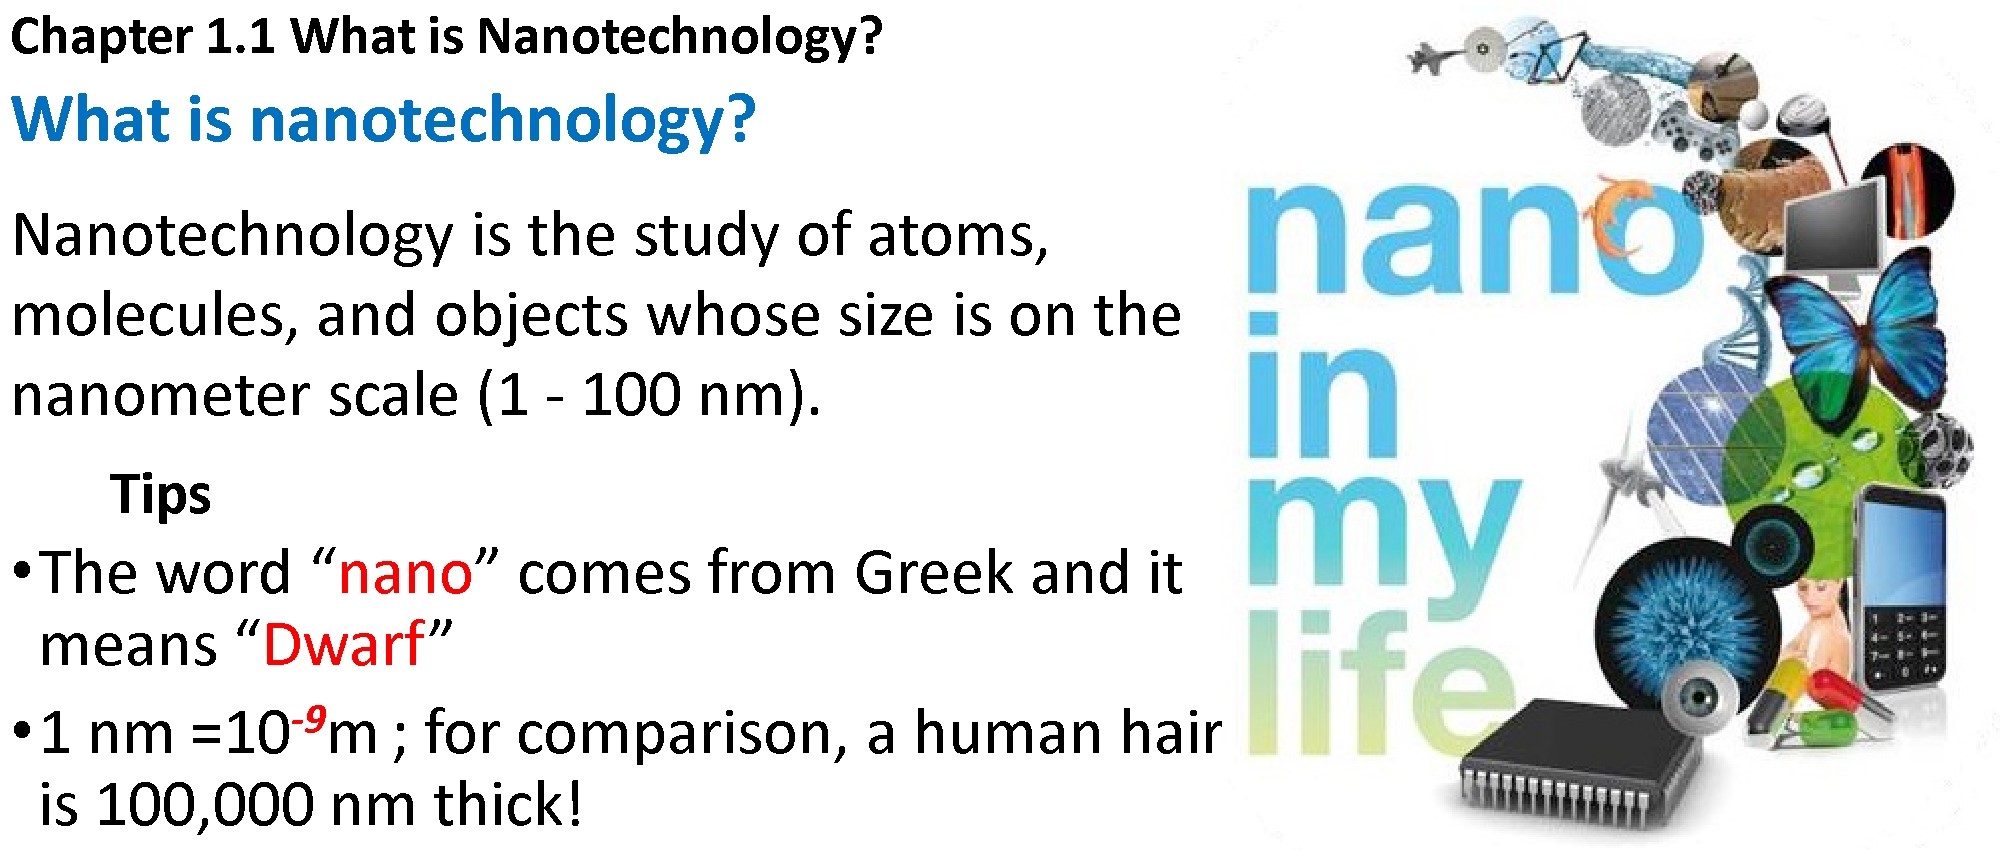 Chapter 1.1 What is Nanotechnology?
What is nanotechnology?
Nanotechnology is the study of atoms,
molecules, and objects whose size is on the
nanometer scale (1 - 100 nm).
Tips
•The word “nano” comes from Greek and it
means “Dwarf”
•1 nm =10-9m ; for comparison, a human hair
is 100,000 nm thick!
nano
in
my
life